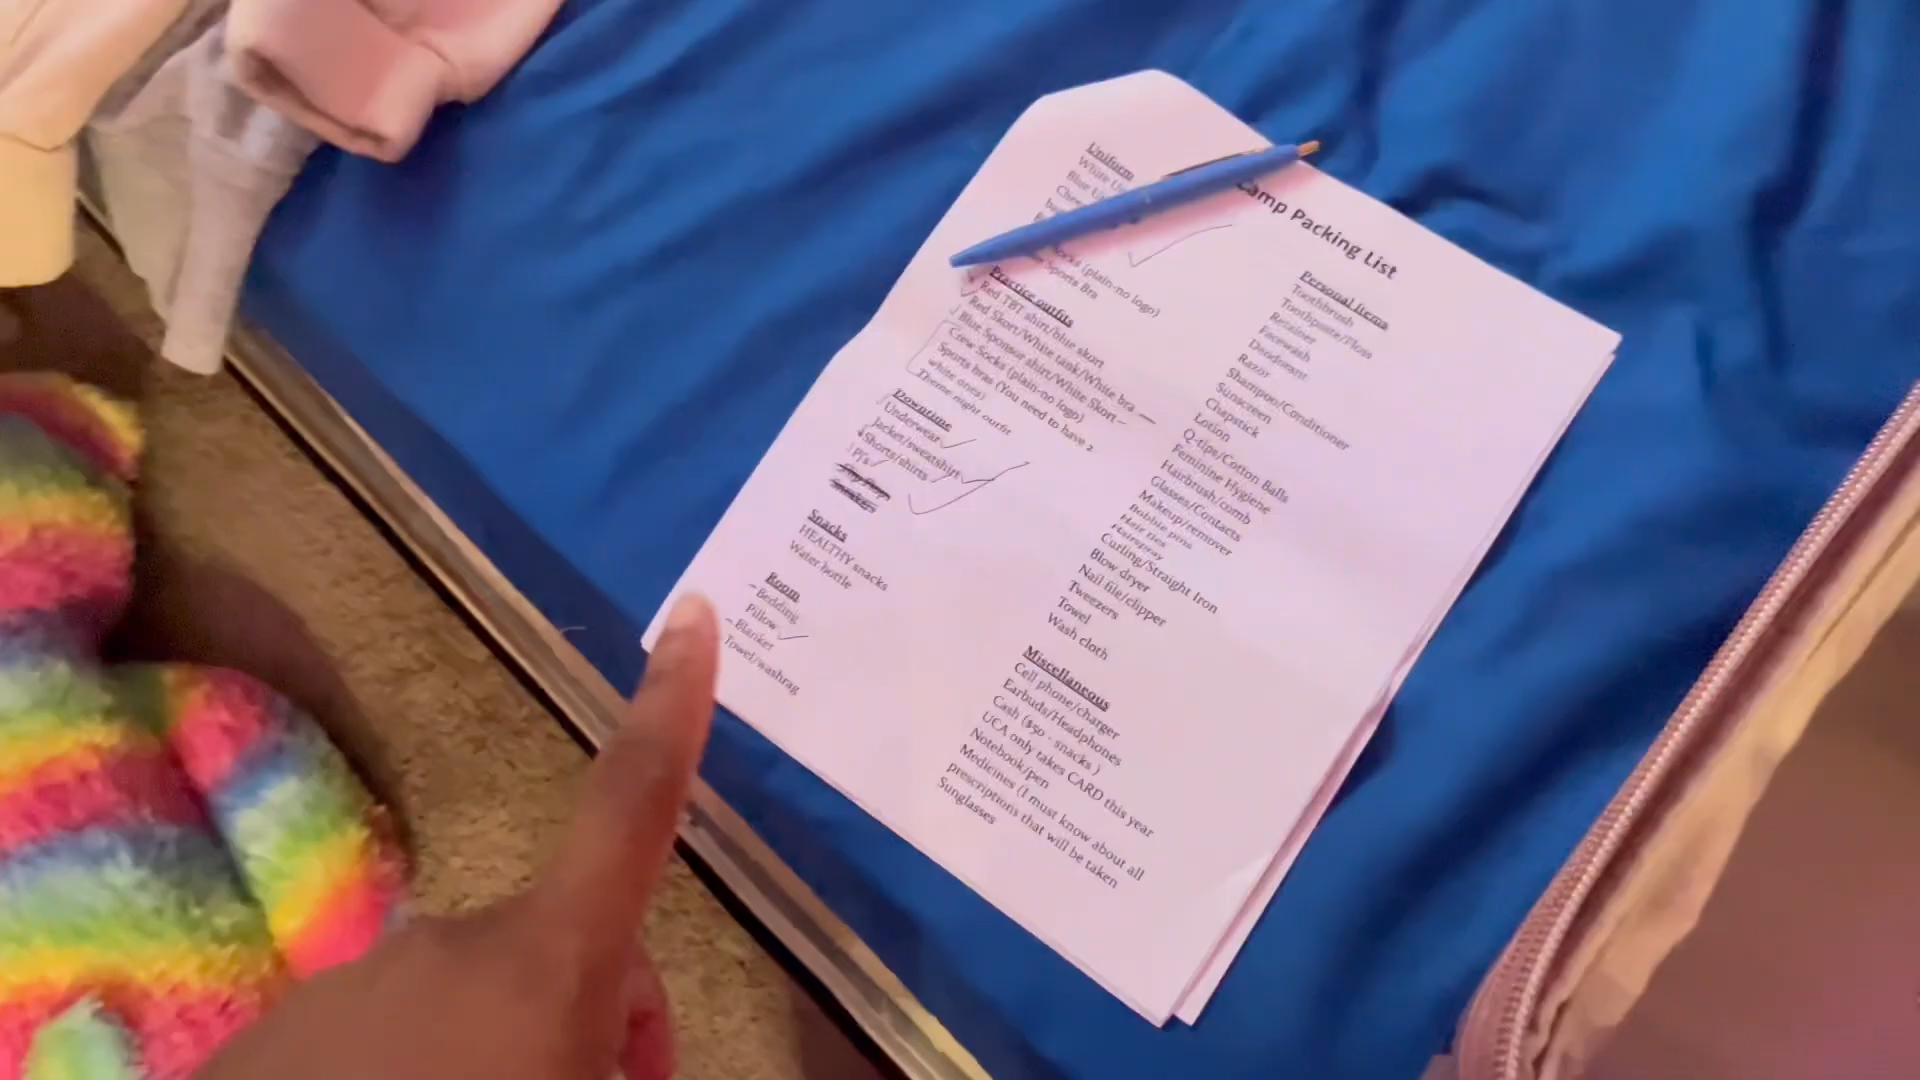 Camp Packing List
Uniform
White
Blue
Socks (plain-no logo)
Sports Bra
Practice outfits
Red TBT shirt/blue skort
Red Skort/White tank/White bra
Blue Sponsor shirt/White Skort
Crew Socks (plain-no logo)
Sports bras (You need to have 2
white ones)
Theme night outfit
Downtime
Underwear
Jacket/sweatshirt
Shorts/shirts
PJs
Snacks
HEALTHY snacks
Water bottle
Room
Bedding
Pillow
Blanket
Towel/washrag
Personal Items
Toothbrush
Toothpaste/Floss
Retainer
Facewash
Deodorant
Razor
Shampoo/Conditioner
Sunscreen
Chapstick
Lotion
Q-tips/Cotton Balls
Feminine Hygiene
Hairbrush/comb
Glasses/Contacts
Makeup/remover
Bobbie pins
Hair ties
Hairspray
Curling/Straight Iron
Blow dryer
Nail file/clipper
Tweezers
Towel
Wash cloth
Miscellaneous
Cell phone/charger
Earbuds/Headphones
Cash ($50 - snacks )
UCA only takes CARD this year
Notebook/pen
Medicines (I must know about all
prescriptions that will be taken
Sunglasses